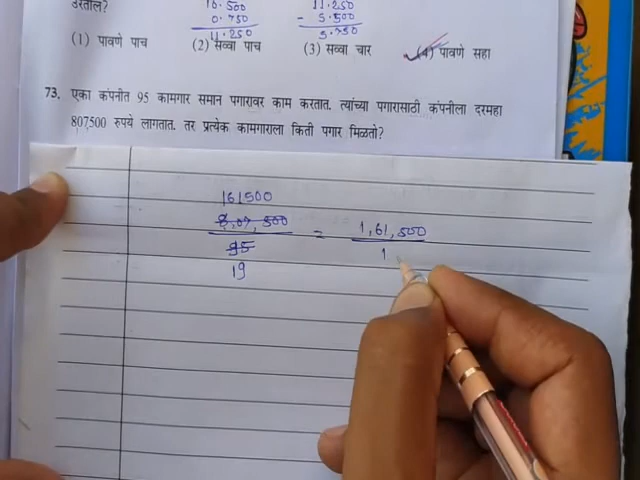 उरतील?
16.500
0.750
11.250
11.250
- 5.500
5.750
(1) पावणे पाच (2) सव्वा पाच (3) सव्वा चार (4) पावणे सहा
73. एका कंपनीत 95 कामगार समान पगारावर काम करतात. त्यांच्या पगारासाठी कंपनीला दरमहा
807500 रुपये लागतात. तर प्रत्येक कामगाराला किती पगार मिळतो?
161500
8,07,500 = 1,61,500
95 1
19